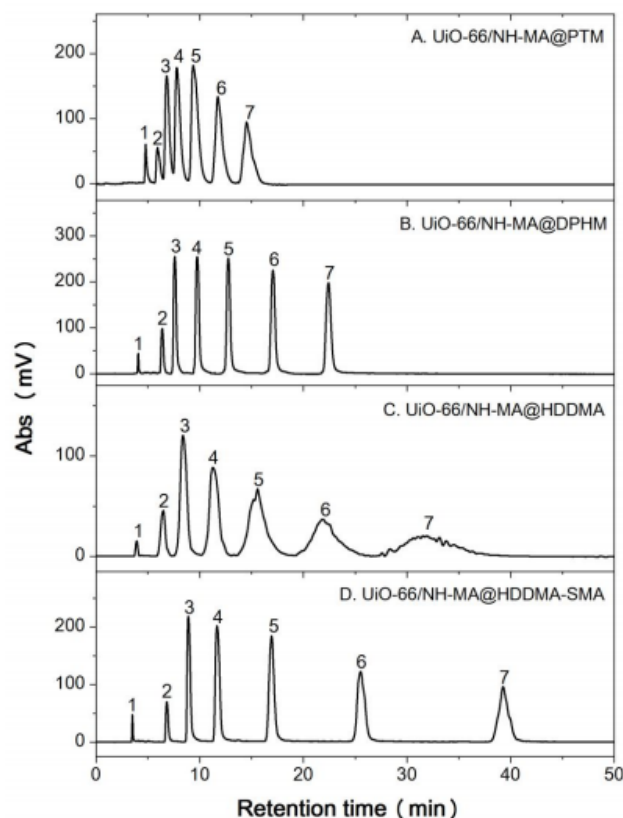 A. UiO-66/NH-MA@PTM
200
100
0
1 2 3 4 5 6 7
B. UiO-66/NH-MA@DPHM
300
200
100
0
1 2 3 4 5 6 7
C. UiO-66/NH-MA@HDDMA
100
0
1 2 3 4 5 6 7
D. UiO-66/NH-MA@HDDMA-SMA
200
100
0
1 2 3 4 5 6 7
Abs (mV)
0 10 20 30 40 50
Retention time (min)